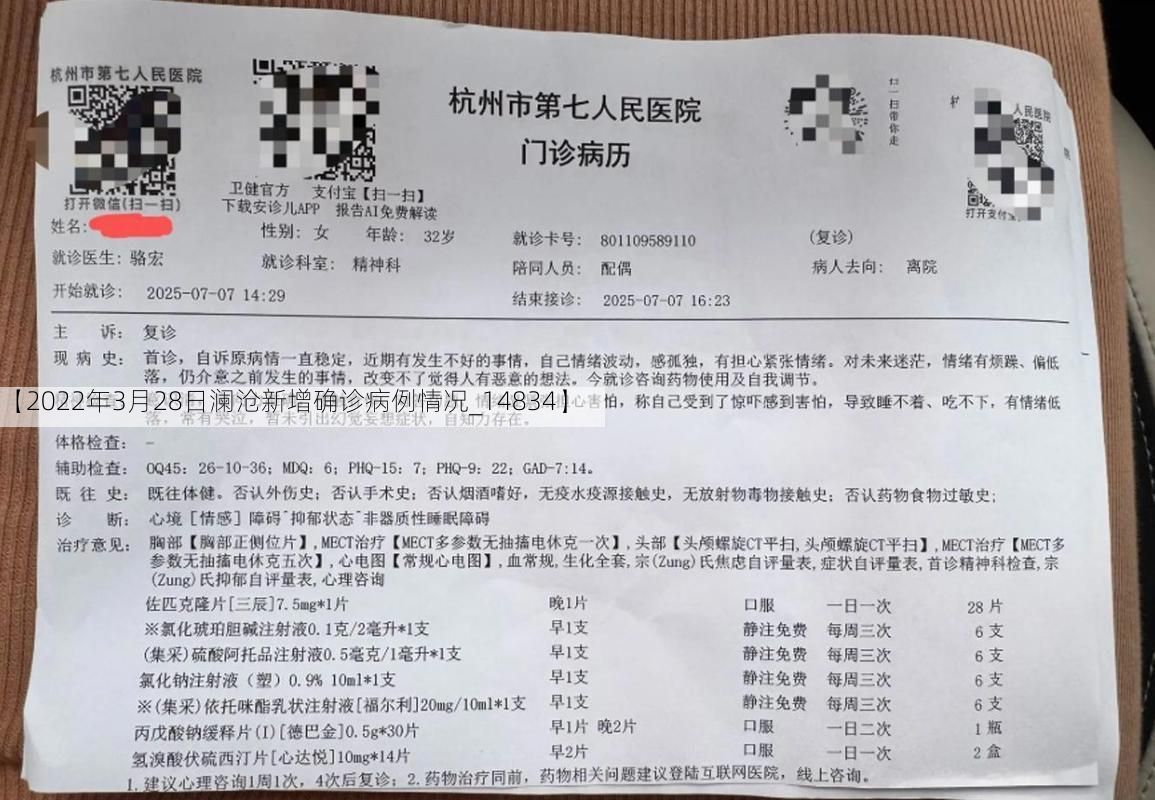 杭州市第七人民医院
打开微信(扫一扫)
卫健官方 支付宝【扫一扫】
下载安诊儿APP 报告AI免费解读
杭州市第七人民医院
门诊病历
扫一扫带你走
人民医院
打开支付宝
姓名:
性别: 女 年龄: 32岁
就诊卡号: 801109589110
(复诊)
就诊医生: 骆宏
就诊科室: 精神科
陪同人员: 配偶
病人去向: 离院
开始就诊: 2025-07-07 14:29
结束接诊: 2025-07-07 16:23
主 诉: 复诊
现 病 史: 首诊, 自诉原病情一直稳定, 近期有发生不好的事情, 自己情绪波动, 感孤独, 有担心紧张情绪。对未来迷茫, 情绪有烦躁、偏低
落, 仍介意之前发生的事情, 改变不了觉得人有恶意的想法。今就诊咨询药物使用及自我调节。
【2022年3月28日澜沧新增确诊病例情况_14834】
心害怕, 称自己受到了惊吓感到害怕, 导致睡不着、吃不下, 有情绪低
落, 常有哭泣, 暂未引出幻觉妄想症状, 自知力存在。
体格检查: -
辅助检查: OQ45: 26-10-36; MDQ: 6; PHQ-15: 7; PHQ-9: 22; GAD-7:14。
既 往 史: 既往体健。否认外伤史; 否认手术史; 否认烟酒嗜好, 无疫水疫源接触史, 无放射物毒物接触史; 否认药物食物过敏史;
诊 断: 心境[情感]障碍^抑郁状态^非器质性睡眠障碍
治疗意见: 胸部【胸部正侧位片】,MECT治疗【MECT多参数无抽搐电休克一次】,头部【头颅螺旋CT平扫,头颅螺旋CT平扫】,MECT治疗【MECT多
参数无抽搐电休克五次】,心电图【常规心电图】,血常规,生化全套,宗(Zung)氏焦虑自评量表,症状自评量表,首诊精神科检查,宗
(Zung)氏抑郁自评量表,心理咨询
佐匹克隆片[三辰]7.5mg*1片 晚1片 口服 一日一次 28 片
※氯化琥珀胆碱注射液0.1克/2毫升*1支 早1支 静注免费 每周三次 6 支
(集采)硫酸阿托品注射液0.5毫克/1毫升*1支 早1支 静注免费 每周三次 6 支
氯化钠注射液（塑）0.9% 10ml*1支 早1支 静注免费 每周三次 6 支
※(集采)依托咪酯乳状注射液[福尔利]20mg/10ml*1支 早1支 静注免费 每周三次 6 支
丙戊酸钠缓释片(I)[德巴金]0.5g*30片 早1片 晚2片 口服 一日二次 1 瓶
氢溴酸伏硫西汀片[心达悦]10mg*14片 早2片 口服 一日一次 2 盒
1.建议心理咨询1周1次, 4次后复诊; 2.药物治疗同前, 药物相关问题建议登陆互联网医院, 线上咨询。